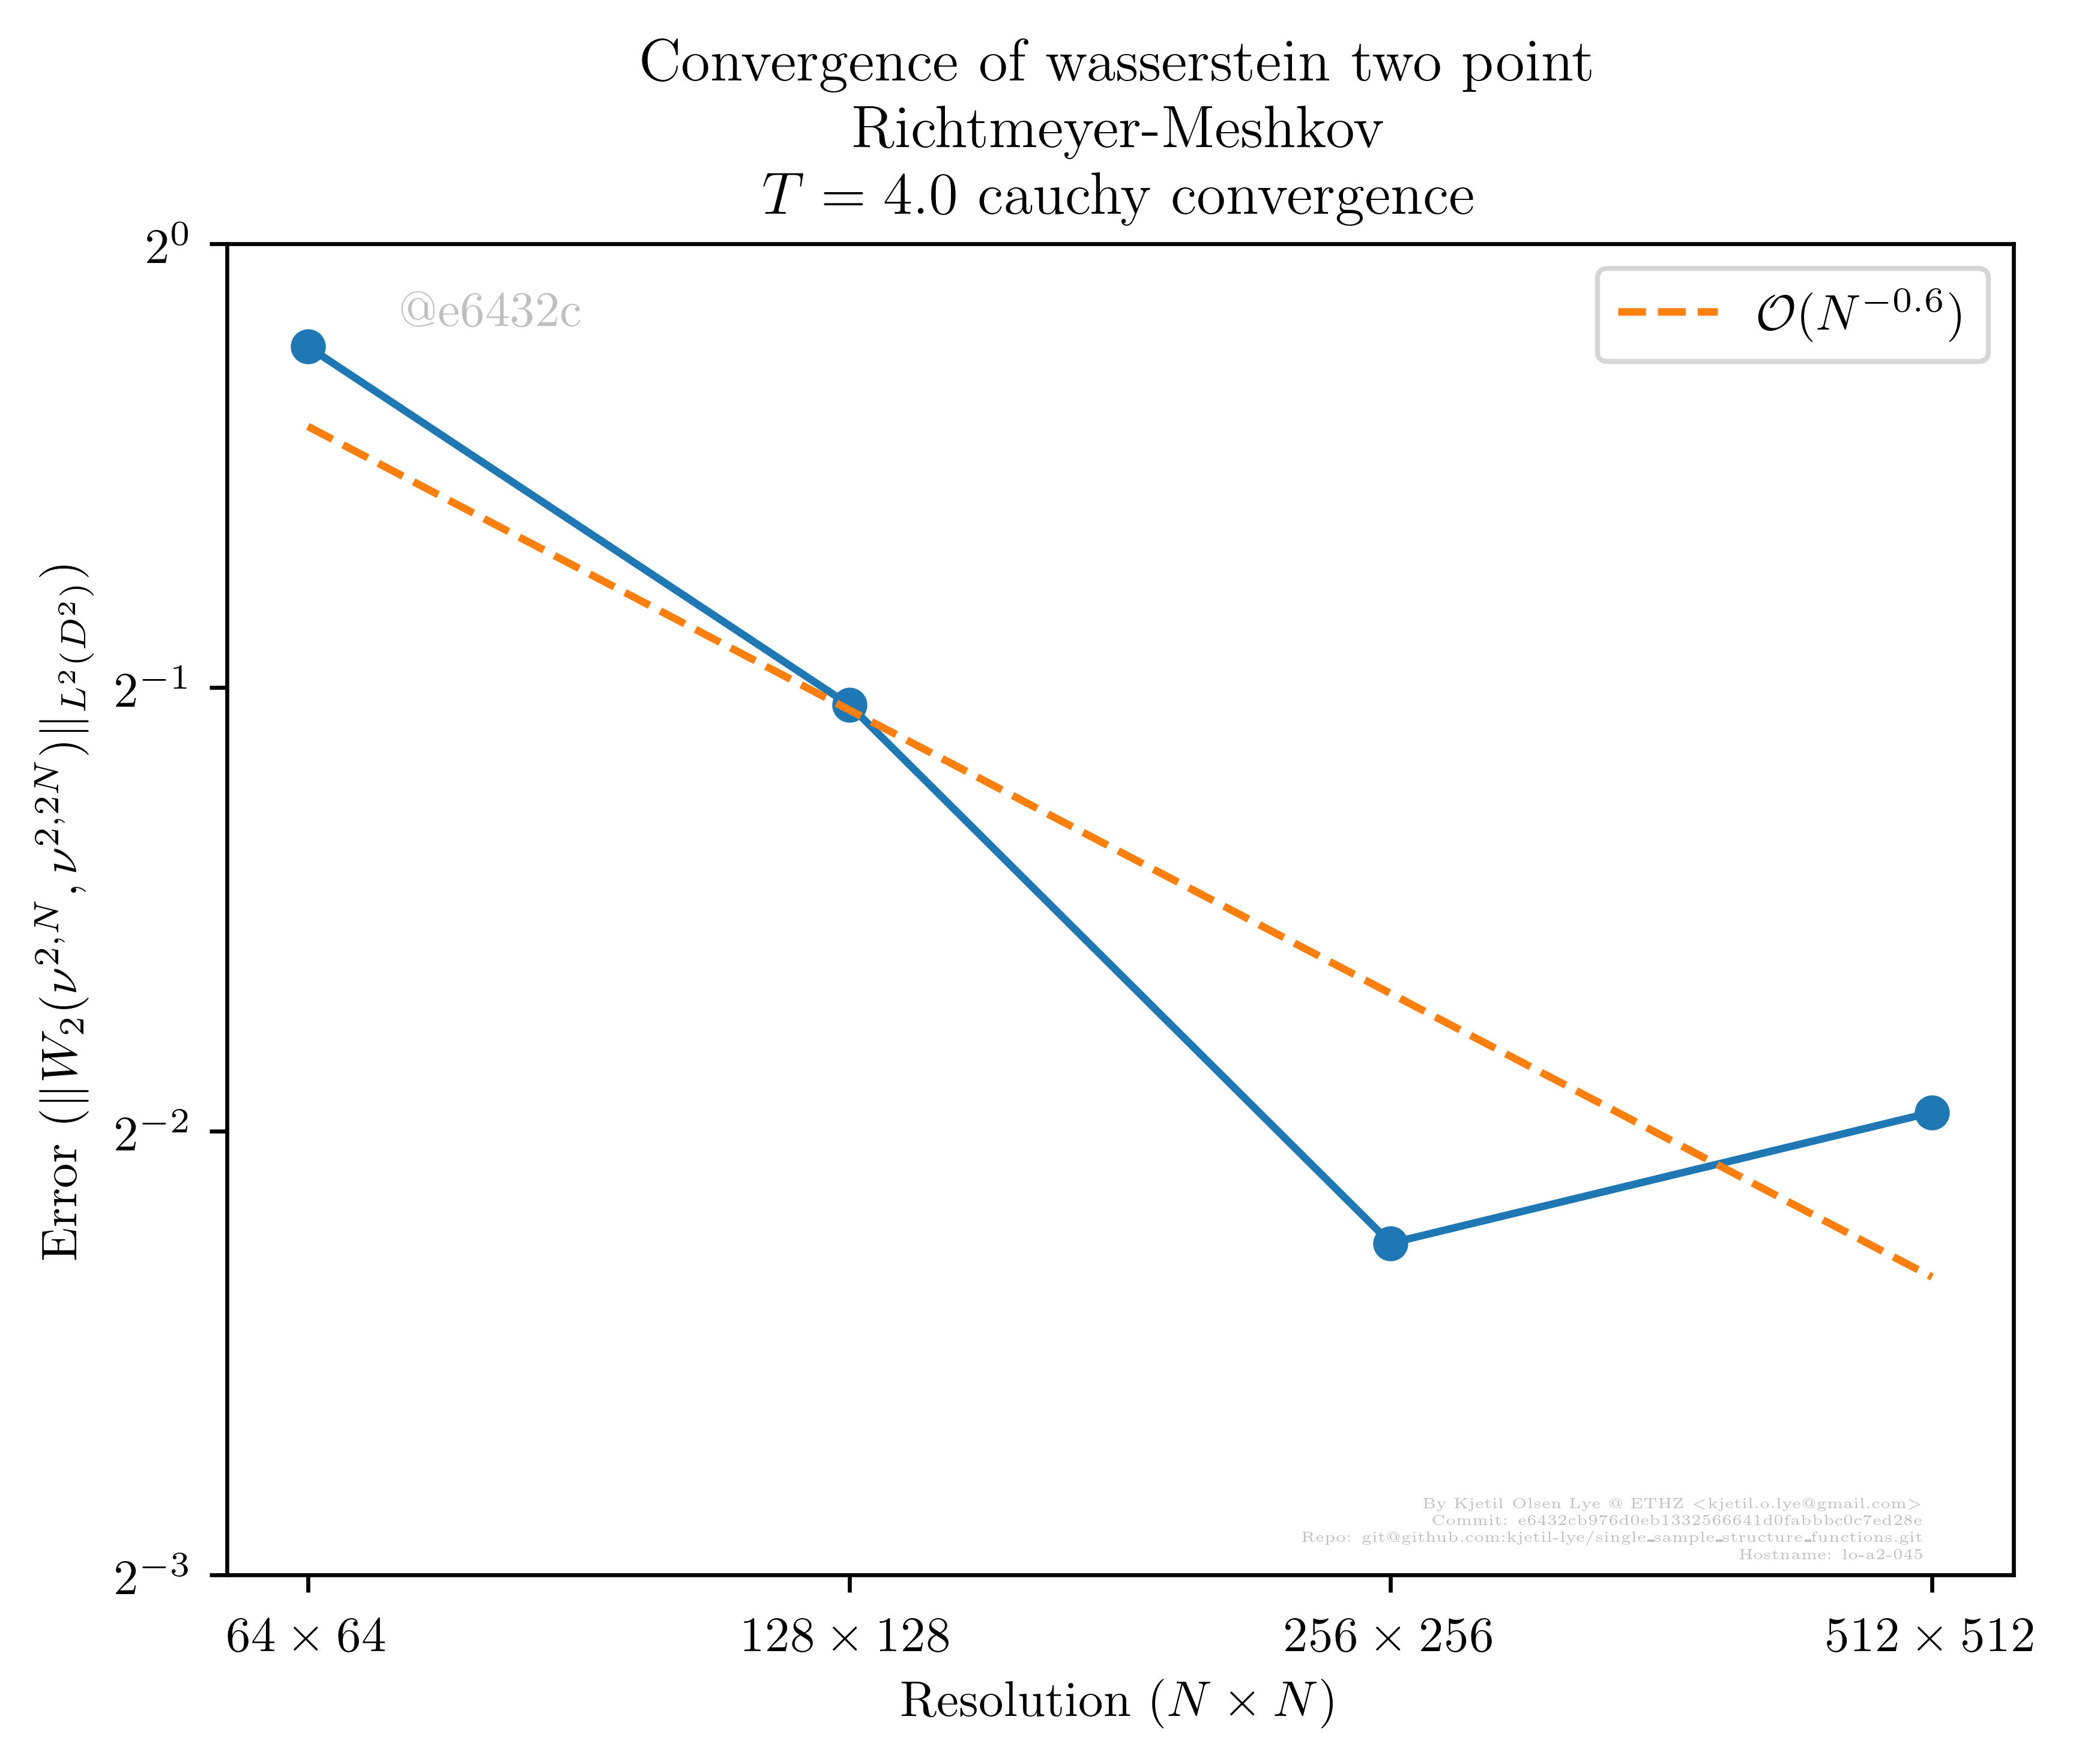 Convergence of wasserstein two point
Richtmeyer-Meshkov
T = 4.0 cauchy convergence
2^0
@e6432c
O(N^{-0.6})
2^{-1}
2^{-2}
2^{-3}
Error (||W_2(ν^{2,N}, ν^{2,2N})||_{L^2(D^2)})
By Kjetil Olsen Lye @ ETHZ <kjetil.o.lye@gmail.com>
Commit: e6432cb976d0eb1332566641d0fabbbc0c7ed28e
Repo: git@github.com:kjetil-lye/single_sample_structure_functions.git
Hostname: lo-a2-045
64 × 64 128 × 128 256 × 256 512 × 512
Resolution (N × N)